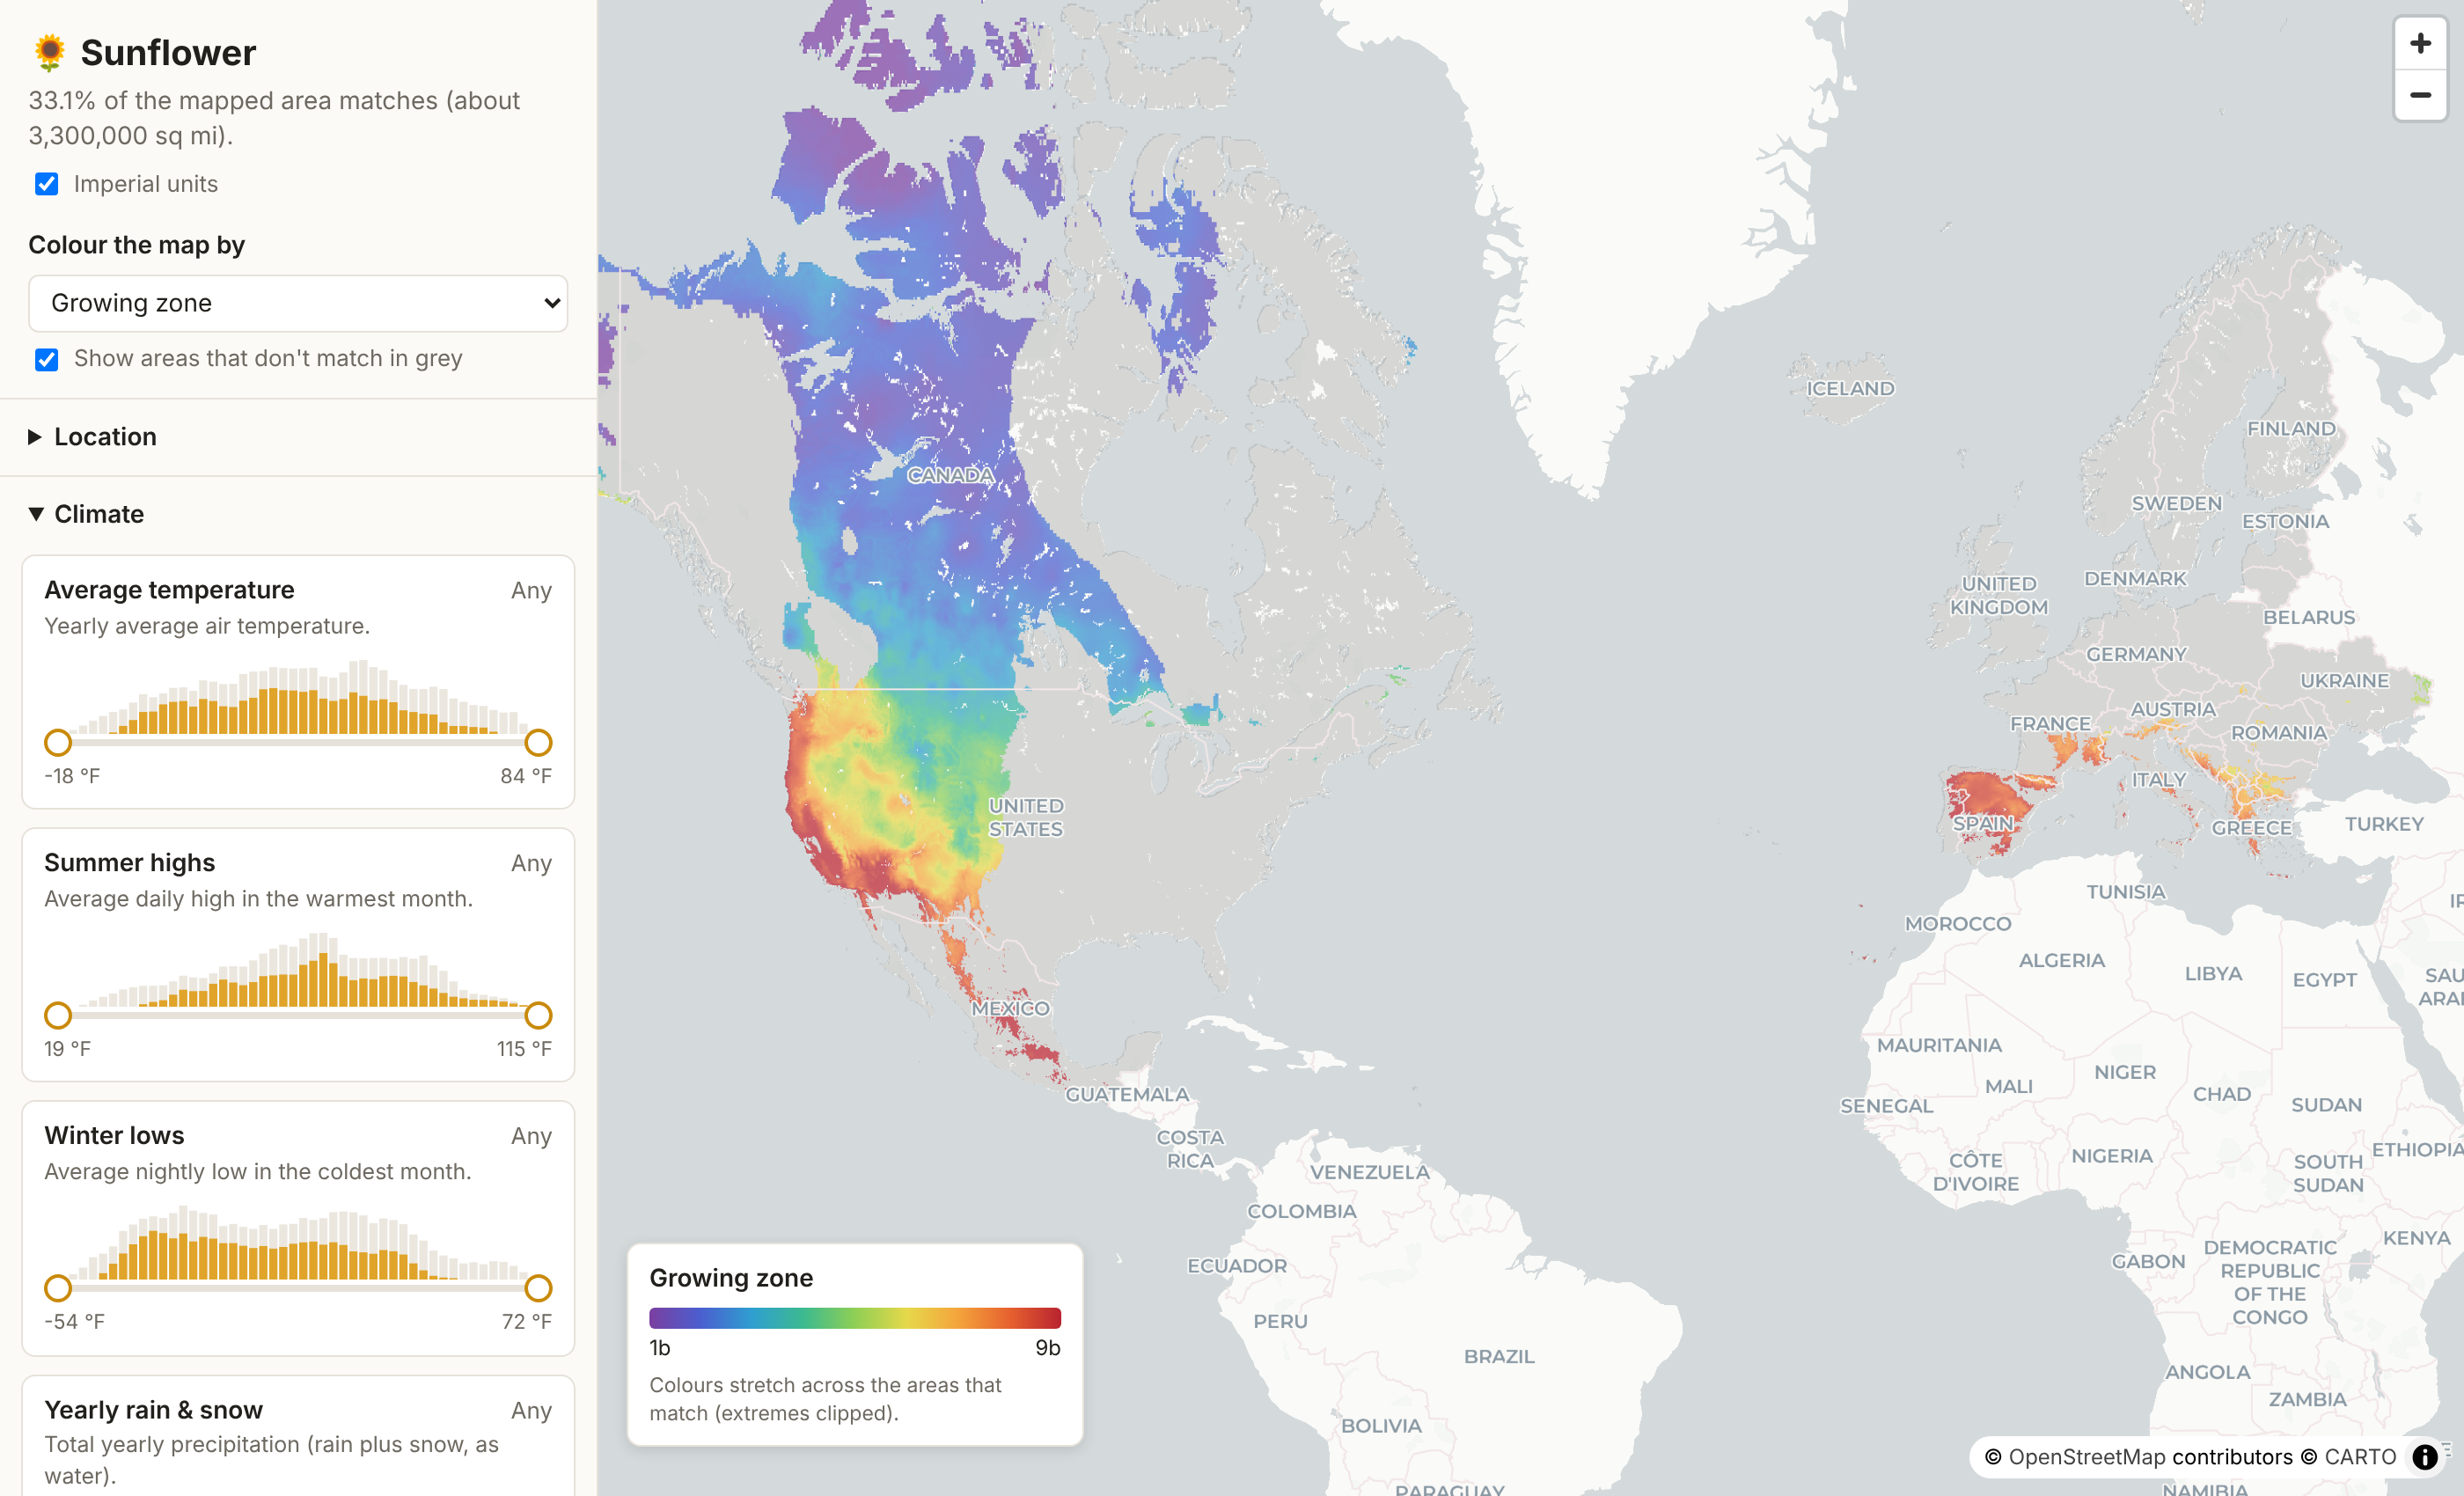 🌻 Sunflower
33.1% of the mapped area matches (about
3,300,000 sq mi).
Imperial units
Colour the map by
Growing zone
Show areas that don't match in grey
Location
Climate
Average temperature Any
Yearly average air temperature.
-18 °F 84 °F
Summer highs Any
Average daily high in the warmest month.
19 °F 115 °F
Winter lows Any
Average nightly low in the coldest month.
-54 °F 72 °F
Yearly rain & snow Any
Total yearly precipitation (rain plus snow, as
water).
+
−
ICELAND
FINLAND
CANADA
SWEDEN
ESTONIA
UNITED
KINGDOM
DENMARK
BELARUS
GERMANY
UKRAINE
AUSTRIA
FRANCE
ROMANIA
ITALY
UNITED
STATES
SPAIN
GREECE
TURKEY
TUNISIA
MOROCCO
ALGERIA
LIBYA
EGYPT
SAU
ARA
MEXICO
MAURITANIA
NIGER
MALI
CHAD
GUATEMALA
SENEGAL
SUDAN
COSTA
RICA
VENEZUELA
CÔTE
D'IVOIRE
NIGERIA
SOUTH
SUDAN
ETHIOPIA
COLOMBIA
KENYA
ECUADOR
GABON
DEMOCRATIC
REPUBLIC
OF THE
CONGO
PERU
BRAZIL
ANGOLA
ZAMBIA
BOLIVIA
PARAGUAY
NAMIBIA
Growing zone
1b 9b
Colours stretch across the areas that
match (extremes clipped).
© OpenStreetMap contributors © CARTO